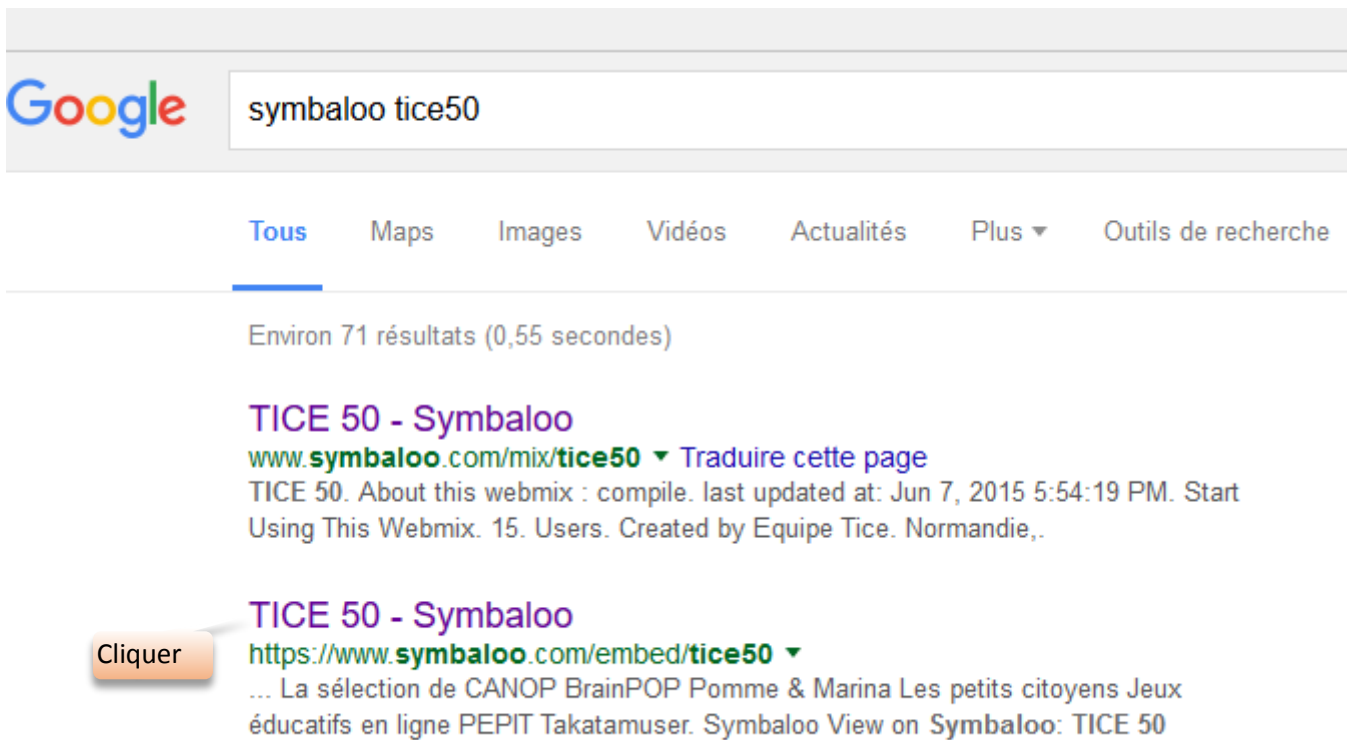 Google
symbaloo tice50
Tous Maps Images Vidéos Actualités Plus ▾ Outils de recherche
Environ 71 résultats (0,55 secondes)
TICE 50 - Symbaloo
www.symbaloo.com/mix/tice50 ▾ Traduire cette page
TICE 50. About this webmix : compile. last updated at: Jun 7, 2015 5:54:19 PM. Start
Using This Webmix. 15. Users. Created by Equipe Tice. Normandie,.
TICE 50 - Symbaloo
Cliquer
https://www.symbaloo.com/embed/tice50 ▾
... La sélection de CANOP BrainPOP Pomme & Marina Les petits citoyens Jeux
éducatifs en ligne PEPIT Takatamuser. Symbaloo View on Symbaloo: TICE 50